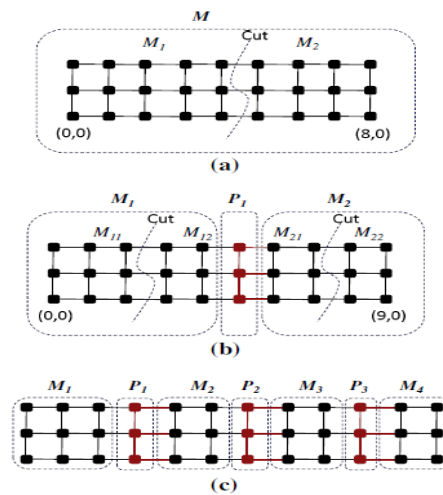 M
M1 Cut M2
(0,0) (8,0)
(a)
M1 P1 M2
M11 Cut M12 M21 Cut M22
(0,0) (9,0)
(b)
M1 P1 M2 P2 M3 P3 M4
(c)